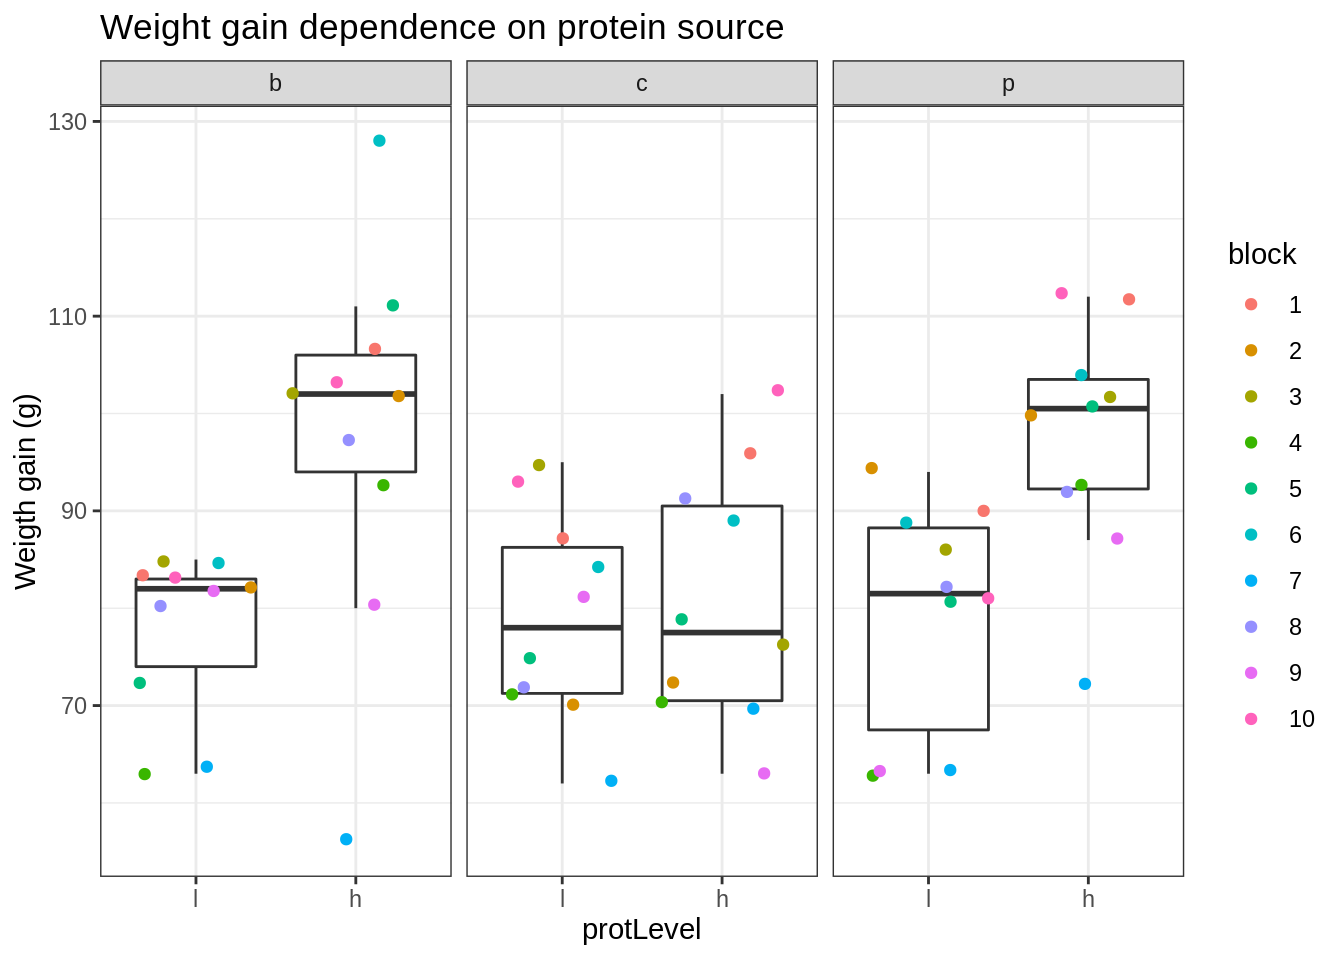 Weight gain dependence on protein source
b
c
p
130
110
90
70
Weigth gain (g)
l
h
l
h
l
h
protLevel
block
1
2
3
4
5
6
7
8
9
10